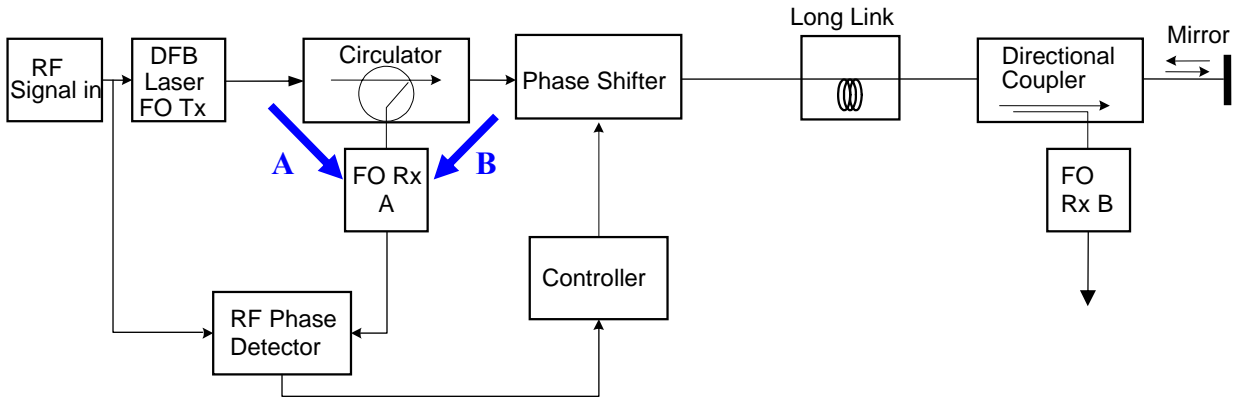 RF
Signal in
DFB
Laser
FO Tx
Circulator
Phase Shifter
Long Link
Directional
Coupler
Mirror
A
B
FO Rx
A
FO
Rx B
Controller
RF Phase
Detector